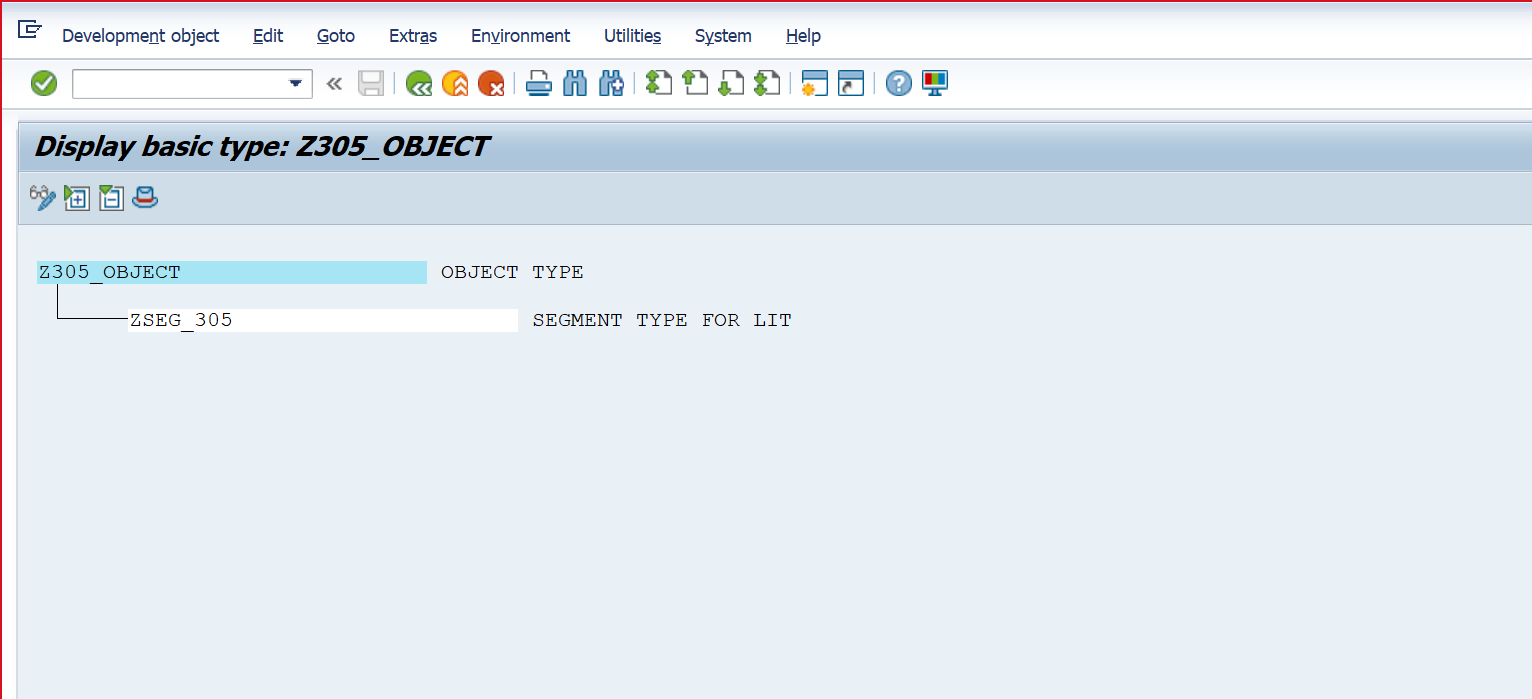 Development object Edit Goto Extras Environment Utilities System Help
Display basic type: Z305_OBJECT
Z305_OBJECT OBJECT TYPE
ZSEG_305 SEGMENT TYPE FOR LIT